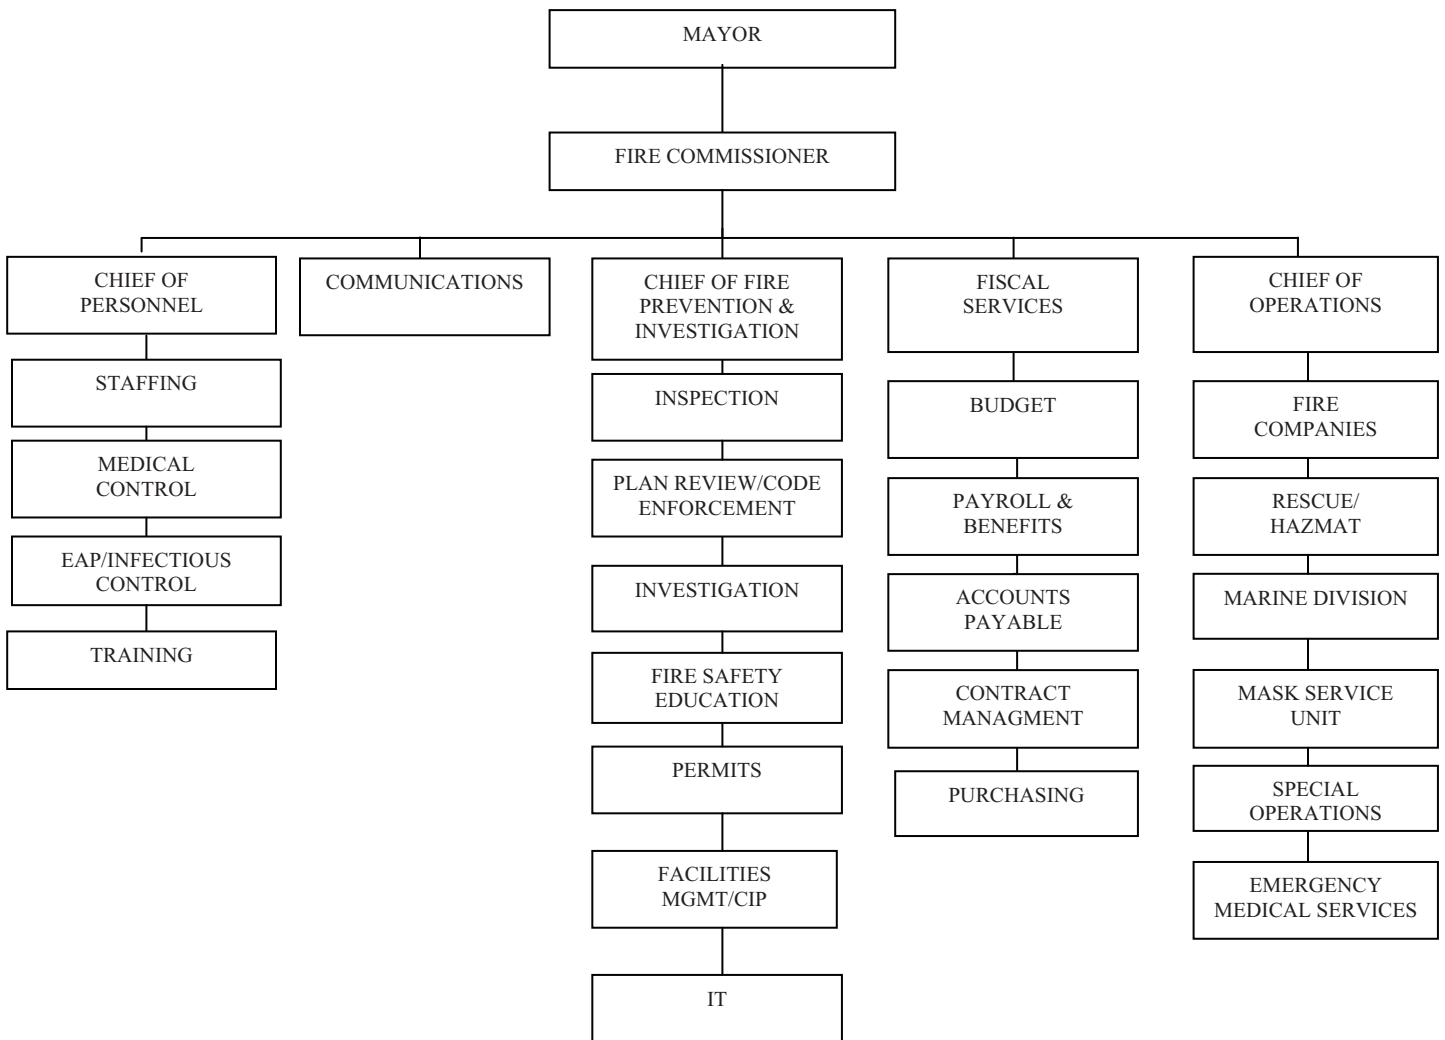 MAYOR
FIRE COMMISSIONER
CHIEF OF
PERSONNEL
STAFFING
MEDICAL
CONTROL
EAP/INFECTIOUS
CONTROL
TRAINING
COMMUNICATIONS
CHIEF OF FIRE
PREVENTION &
INVESTIGATION
INSPECTION
PLAN REVIEW/CODE
ENFORCEMENT
INVESTIGATION
FIRE SAFETY
EDUCATION
PERMITS
FACILITIES
MGMT/CIP
IT
FISCAL
SERVICES
BUDGET
PAYROLL &
BENEFITS
ACCOUNTS
PAYABLE
CONTRACT
MANAGMENT
PURCHASING
CHIEF OF
OPERATIONS
FIRE
COMPANIES
RESCUE/
HAZMAT
MARINE DIVISION
MASK SERVICE
UNIT
SPECIAL
OPERATIONS
EMERGENCY
MEDICAL SERVICES